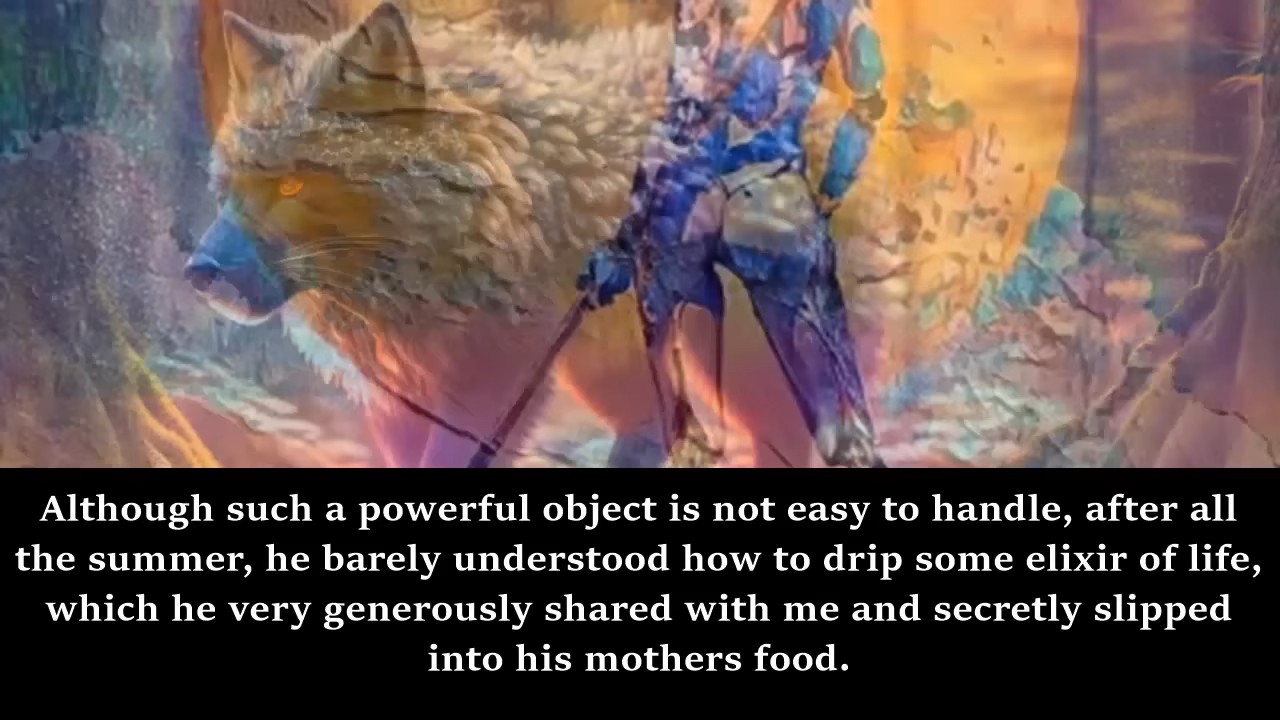 Although such a powerful object is not easy to handle, after all
the summer, he barely understood how to drip some elixir of life,
which he very generously shared with me and secretly slipped
into his mothers food.